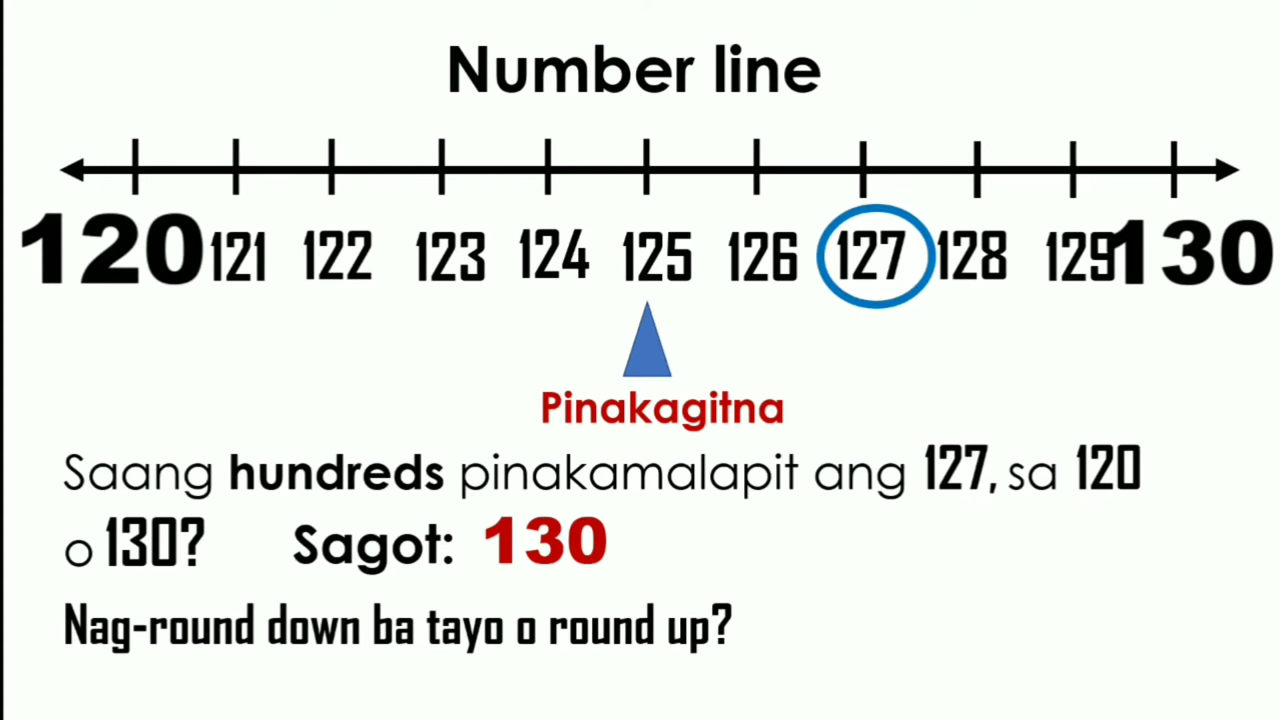 Number line
120 121 122 123 124 125 126 127 128 129 130
Pinakagitna
Saang hundreds pinakamalapit ang 127, sa 120
o 130? Sagot: 130
Nag-round down ba tayo o round up?